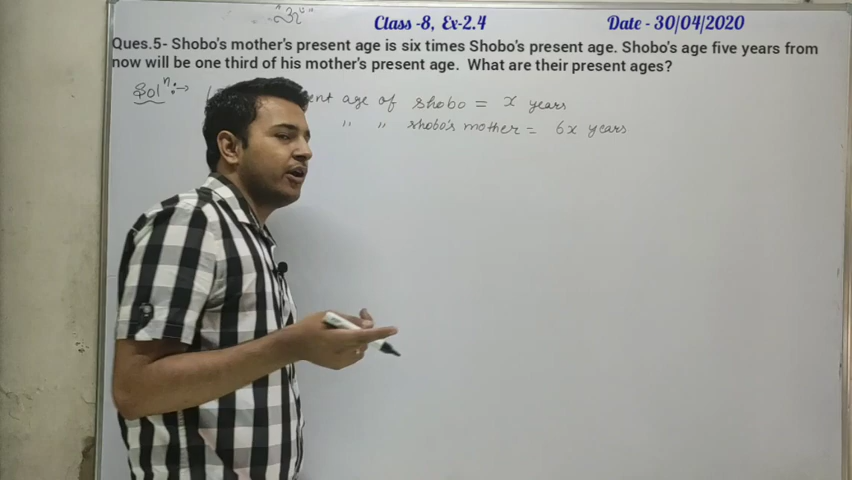 ॐ
Class -8, Ex-2.4
Date - 30/04/2020
Ques.5- Shobo's mother's present age is six times Shobo's present age. Shobo's age five years from
now will be one third of his mother's present age. What are their present ages?
Solⁿ:→ age of shobo = x years
" " shobo's mother = 6x years